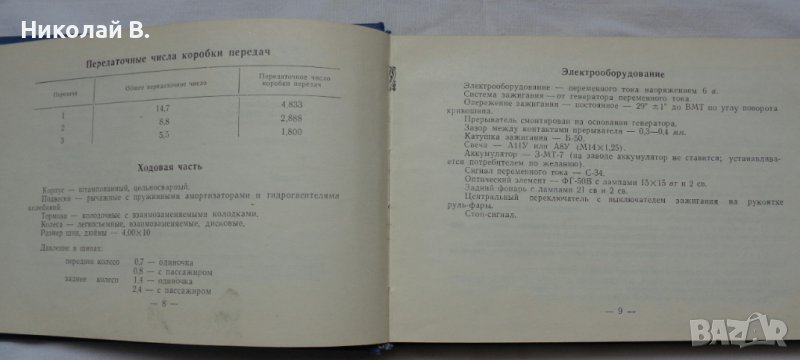 Николай В.
Передаточные числа коробки передач
Передача
Общее передаточное число
Передаточное число
коробки передач
1 14,7 4,833
2 8,8 2,888
3 5,5 1,800
Ходовая часть
Корпус — штампованный, цельносварный.
Подвески — рычажные с пружинными амортизаторами и гидрогасителями
колебаний.
Тормоза — колодочные с взаимозаменяемыми колодками.
Колеса — легкосъемные, взаимозаменяемые, дисковые.
Размер шин, дюймы — 4,00×10
Давление в шинах:
переднее колесо 0,7 — одиночка
0,8 — с пассажиром
заднее колесо 1,4 — одиночка
2,4 — с пассажиром
— 8 —
Электрооборудование
Электрооборудование — переменного тока напряжением 6 в.
Система зажигания — от генератора переменного тока.
Опережение зажигания — постоянное — 29° ±1° до ВМТ по углу поворота
кривошипа.
Прерыватель смонтирован на основании генератора.
Зазор между контактами прерывателя — 0,3—0,4 мм.
Катушка зажигания — Б-50.
Свеча — А11У или А8У (М14×1,25).
Аккумулятор — 3-МТ-7 (на заводе аккумулятор не ставится; устанавлива-
ется потребителем по желанию).
Сигнал переменного тока — С-34.
Оптический элемент — ФГ-50В с лампами 15×15 вт и 2 св.
Задний фонарь с лампами 21 св и 2 св.
Центральный переключатель с выключателем зажигания на рукоятке
руль-фары.
Стоп-сигнал.
— 9 —
BAZAR